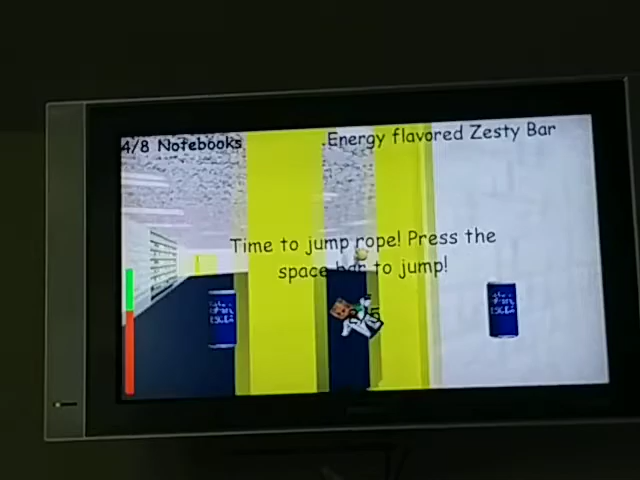 4/8 Notebooks
Energy flavored Zesty Bar
Time to jump rope! Press the
space bar to jump!